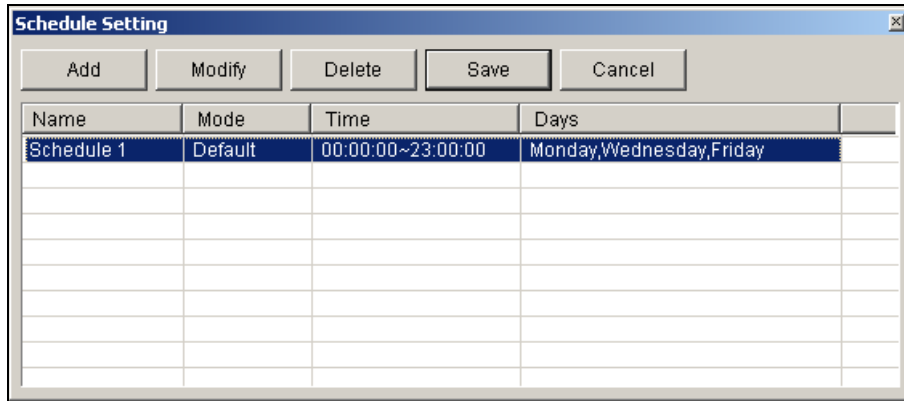 Schedule Setting
Add Modify Delete Save Cancel
Name Mode Time Days
Schedule 1 Default 00:00:00~23:00:00 Monday,Wednesday,Friday